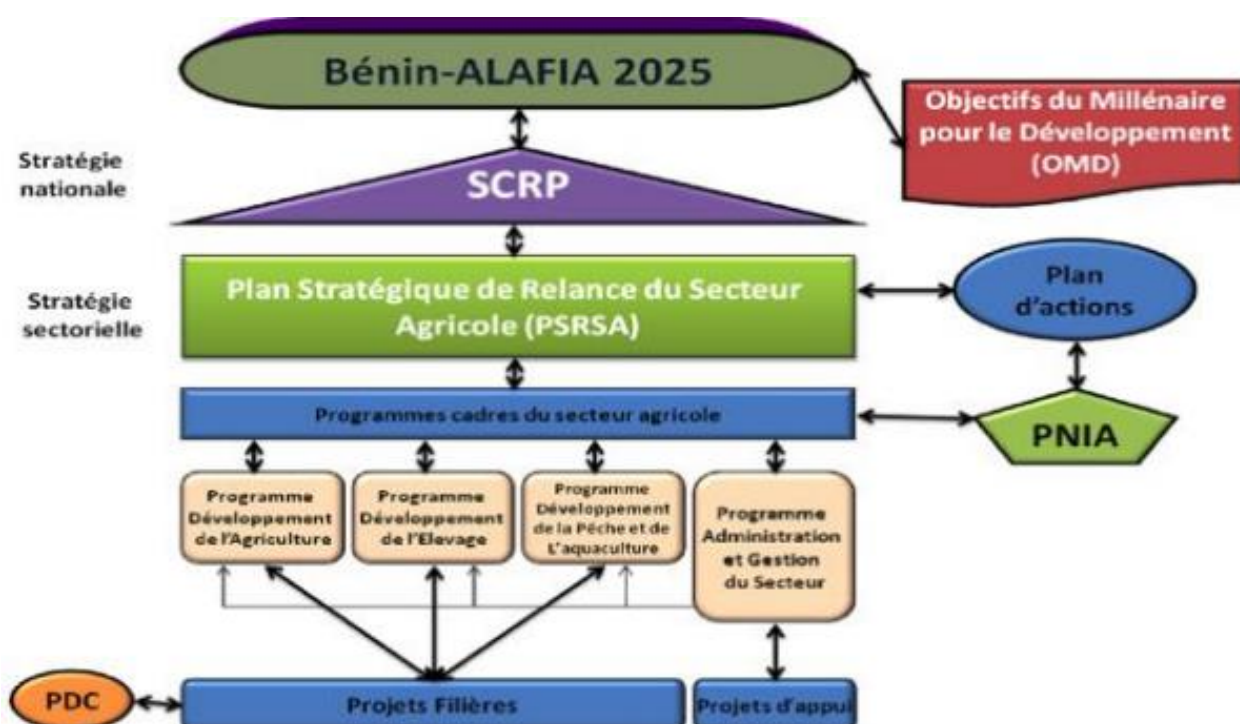 Bénin-ALAFIA 2025
Objectifs du Millénaire
pour le Développement
(OMD)
Stratégie
nationale
SCRP
Stratégie
sectorielle
Plan Stratégique de Relance du Secteur
Agricole (PSRSA)
Plan
d'actions
Programmes cadres du secteur agricole
PNIA
Programme
Développement
de l'Agriculture
Programme
Développement
de l'Elevage
Programme
Développement
de la Pêche et de
L'aquaculture
Programme
Administration
et Gestion
du Secteur
PDC
Projets Filières
Projets d'appui